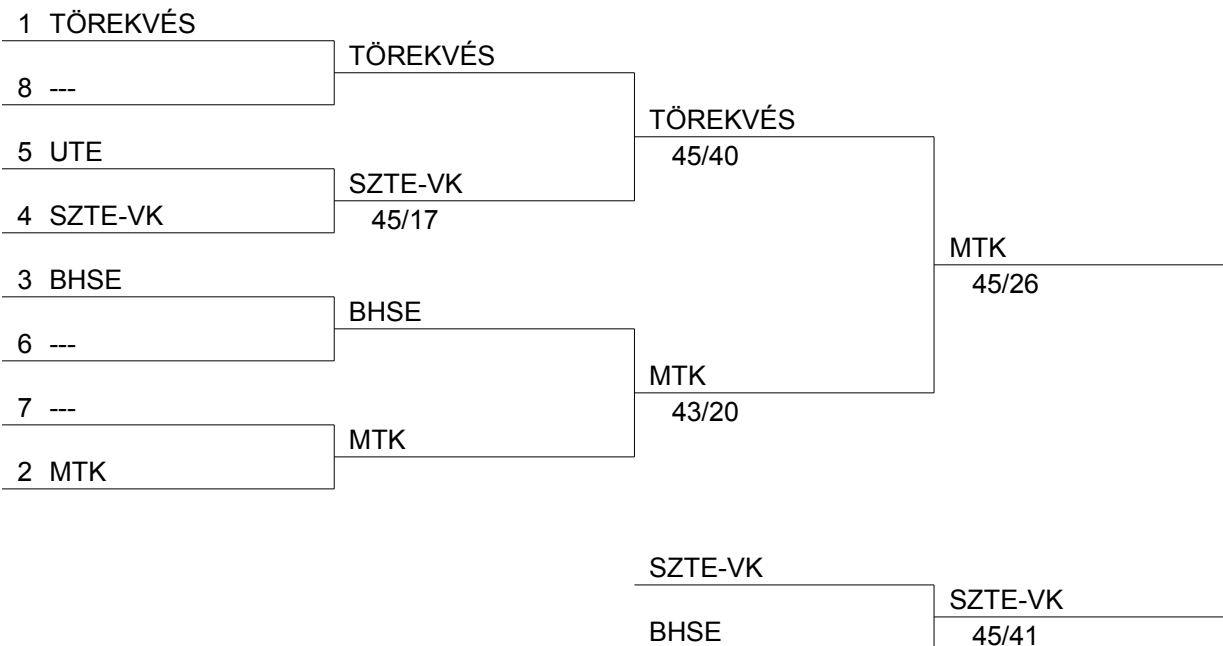 1 TÖREKVÉS
TÖREKVÉS
8 ---
TÖREKVÉS
45/40
5 UTE
SZTE-VK
45/17
4 SZTE-VK
MTK
45/26
3 BHSE
BHSE
6 ---
MTK
43/20
7 ---
MTK
2 MTK
SZTE-VK
SZTE-VK
45/41
BHSE